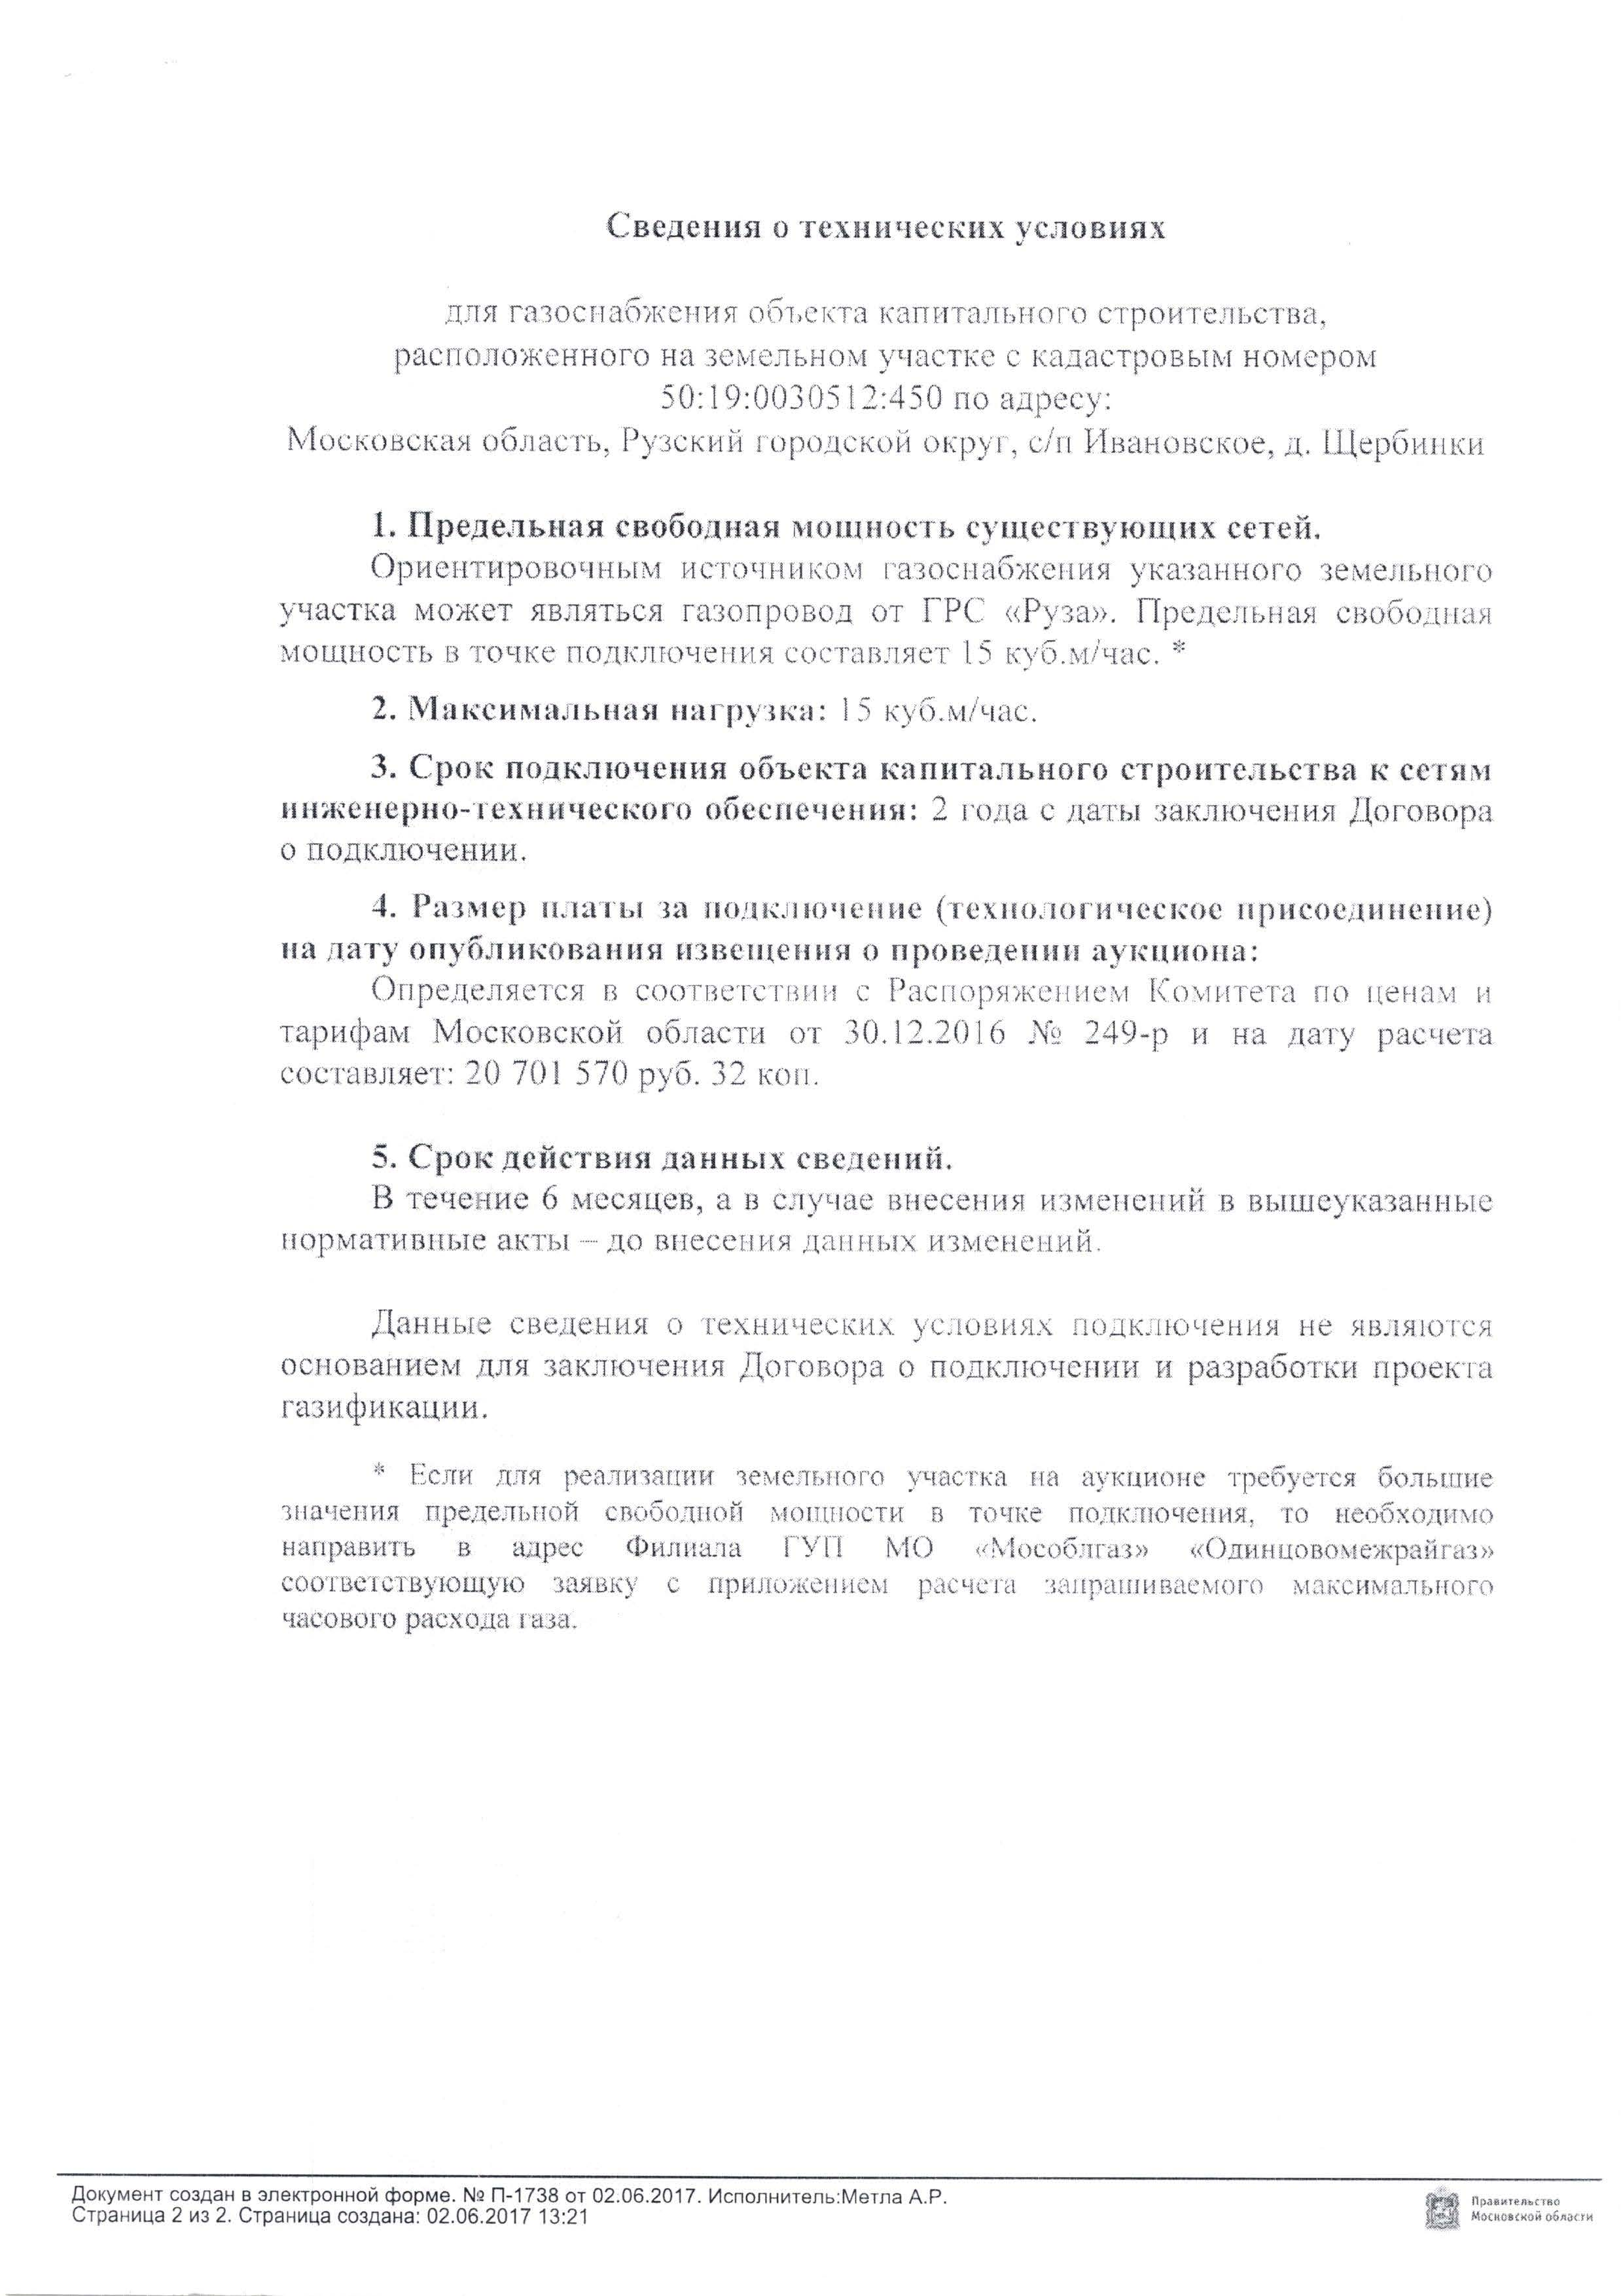 Сведения о технических условиях
для газоснабжения объекта капитального строительства,
расположенного на земельном участке с кадастровым номером
50:19:0030512:450 по адресу:
Московская область, Рузский городской округ, с/п Ивановское, д. Щербинки
1. Предельная свободная мощность существующих сетей.
Ориентировочным источником газоснабжения указанного земельного
участка может являться газопровод от ГРС «Руза». Предельная свободная
мощность в точке подключения составляет 15 куб.м/час. *
2. Максимальная нагрузка: 15 куб.м/час.
3. Срок подключения объекта капитального строительства к сетям
инженерно-технического обеспечения: 2 года с даты заключения Договора
о подключении.
4. Размер платы за подключение (технологическое присоединение)
на дату опубликования извещения о проведении аукциона:
Определяется в соответствии с Распоряжением Комитета по ценам и
тарифам Московской области от 30.12.2016 № 249-р и на дату расчета
составляет: 20 701 570 руб. 32 коп.
5. Срок действия данных сведений.
В течение 6 месяцев, а в случае внесения изменений в вышеуказанные
нормативные акты – до внесения данных изменений.
Данные сведения о технических условиях подключения не являются
основанием для заключения Договора о подключении и разработки проекта
газификации.
* Если для реализации земельного участка на аукционе требуется большие
значения предельной свободной мощности в точке подключения, то необходимо
направить в адрес Филиала ГУП МО «Мособлгаз» «Одинцовомежрайгаз»
соответствующую заявку с приложением расчета запрашиваемого максимального
часового расхода газа.
Документ создан в электронной форме. № П-1738 от 02.06.2017. Исполнитель:Метла А.Р.
Страница 2 из 2. Страница создана: 02.06.2017 13:21
Правительство
Московской области